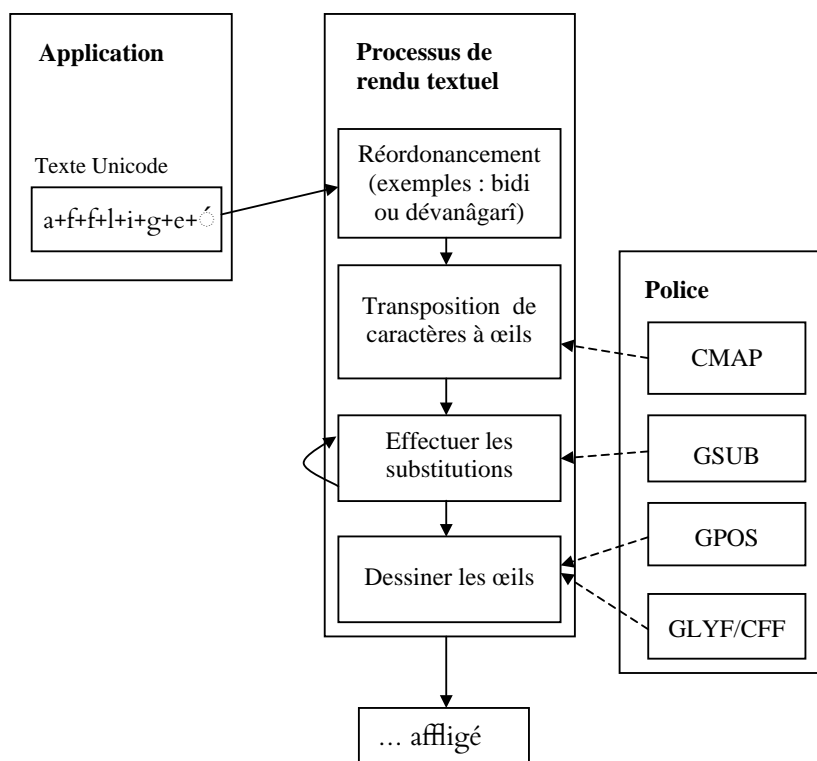 Application
Texte Unicode
a+f+f+l+i+g+e+◌́
Processus de
rendu textuel
Réordonancement
(exemples : bidi
ou dévanâgarî)
Transposition de
caractères à œils
Effectuer les
substitutions
Dessiner les œils
Police
CMAP
GSUB
GPOS
GLYF/CFF
… affligé